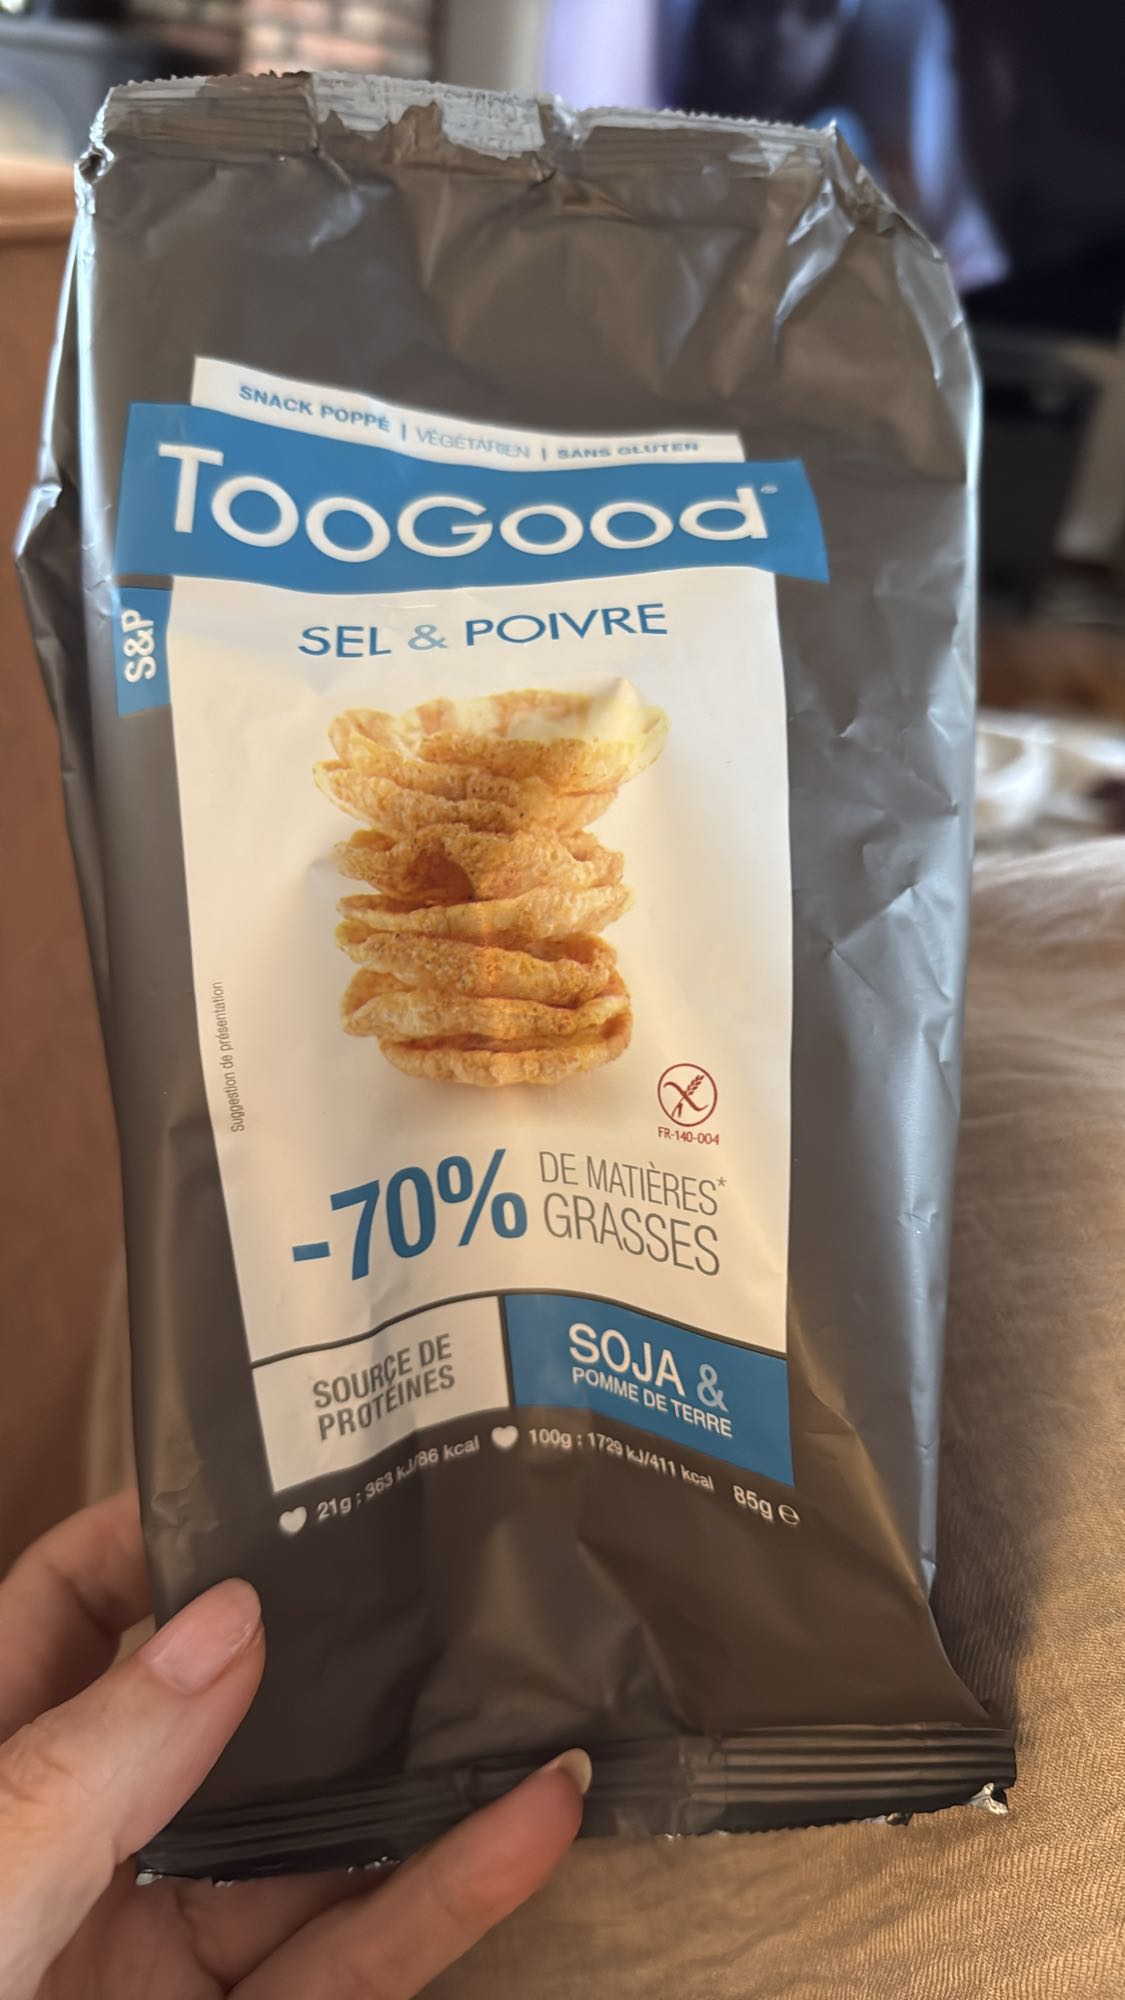 SNACK POPPÉ | VÉGÉTARIEN | SANS GLUTEN
TOOGOOD®
S&P
SEL & POIVRE
Suggestion de présentation
FR-140-004
-70% DE MATIÈRES*
GRASSES
SOURCE DE
PROTÉINES
SOJA &
POMME DE TERRE
21g : 363 kJ/86 kcal 100g : 1729 kJ/411 kcal 85g ℮